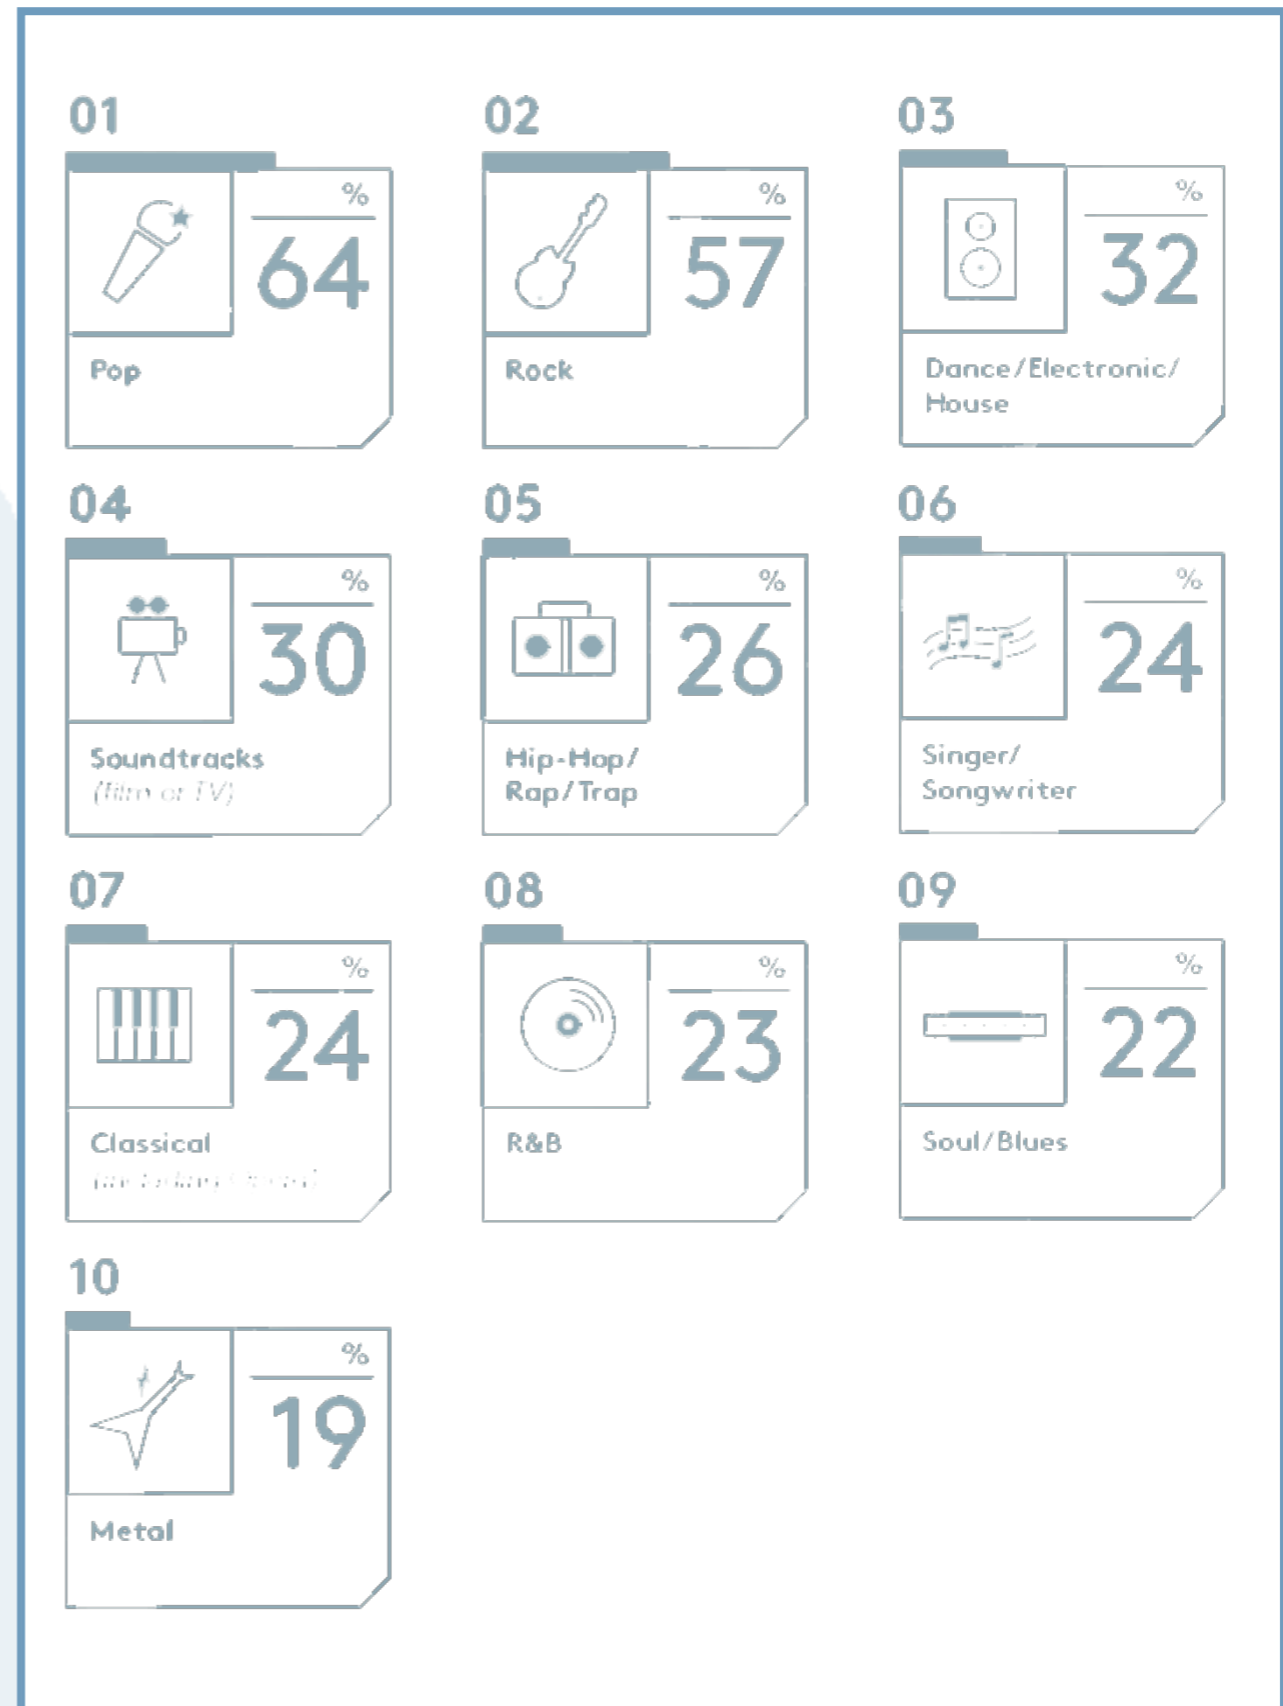 01
%
64
Pop
02
%
57
Rock
03
%
32
Dance/Electronic/
House
04
%
30
Soundtracks
(film or TV)
05
%
26
Hip-Hop/
Rap/Trap
06
%
24
Singer/
Songwriter
07
%
24
Classical
08
%
23
R&B
09
%
22
Soul/Blues
10
%
19
Metal